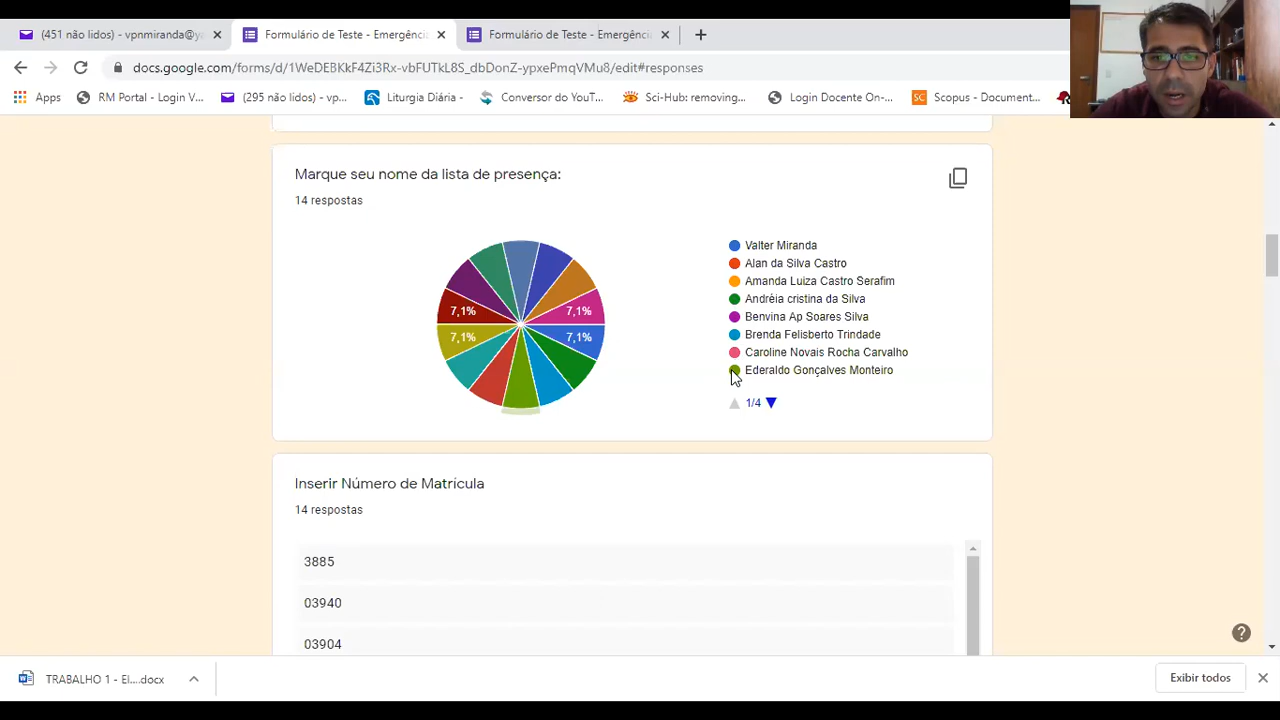 (451 não lidos) - vpnmiranda@ya
Formulário de Teste - Emergênci
Formulário de Teste - Emergênci
docs.google.com/forms/d/1WeDEBKkF4Zi3Rx-vbFUTkL8S_dbDonZ-ypxePmqVMu8/edit#responses
Apps
RM Portal - Login V...
(295 não lidos) - vp...
Liturgia Diária -
Conversor do YouT...
Sci-Hub: removing...
Login Docente On-...
SC
Scopus - Document...
Marque seu nome da lista de presença:
14 respostas
7,1%
7,1%
7,1%
7,1%
Valter Miranda
Alan da Silva Castro
Amanda Luiza Castro Serafim
Andréia cristina da Silva
Benvina Ap Soares Silva
Brenda Felisberto Trindade
Caroline Novais Rocha Carvalho
Ederaldo Gonçalves Monteiro
1/4
Inserir Número de Matrícula
14 respostas
3885
03940
03904
TRABALHO 1 - El....docx
Exibir todos